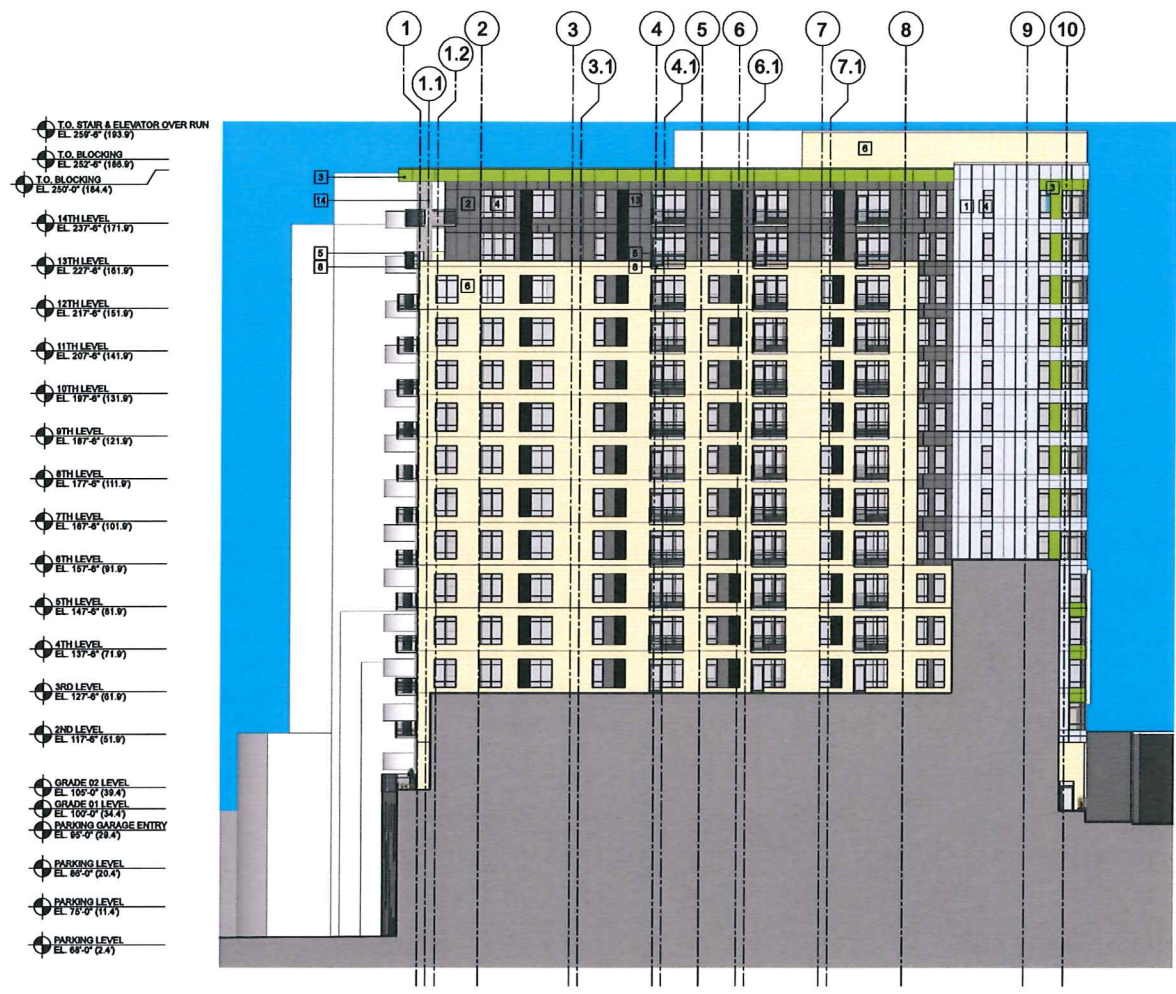 1 2 3 4 5 6 7 8 9 10
1.2 3.1 4.1 6.1 7.1
1.1
T.O. STAIR & ELEVATOR OVER RUN
EL. 259'-6" (193.9')
6
T.O. BLOCKING
EL. 252'-6" (186.9')
T.O. BLOCKING
EL. 250'-0" (184.4')
3
3
14 2 4 13 1 4
14TH LEVEL
EL. 237'-6" (171.9')
5 5
13TH LEVEL
EL. 227'-6" (161.9')
6
12TH LEVEL
EL. 217'-6" (151.9')
11TH LEVEL
EL. 207'-6" (141.9')
10TH LEVEL
EL. 197'-6" (131.9')
9TH LEVEL
EL. 187'-6" (121.9')
8TH LEVEL
EL. 177'-6" (111.9')
7TH LEVEL
EL. 167'-6" (101.9')
6TH LEVEL
EL. 157'-6" (91.9')
5TH LEVEL
EL. 147'-6" (81.9')
4TH LEVEL
EL. 137'-6" (71.9')
3RD LEVEL
EL. 127'-6" (61.9')
2ND LEVEL
EL. 117'-6" (51.9')
GRADE 02 LEVEL
EL. 105'-0" (39.4')
GRADE 01 LEVEL
EL. 100'-0" (34.4')
PARKING GARAGE ENTRY
EL. 95'-0" (29.4')
PARKING LEVEL
EL. 86'-0" (20.4')
PARKING LEVEL
(11.4')
PARKING LEVEL
EL. 68'-0" (2.4')